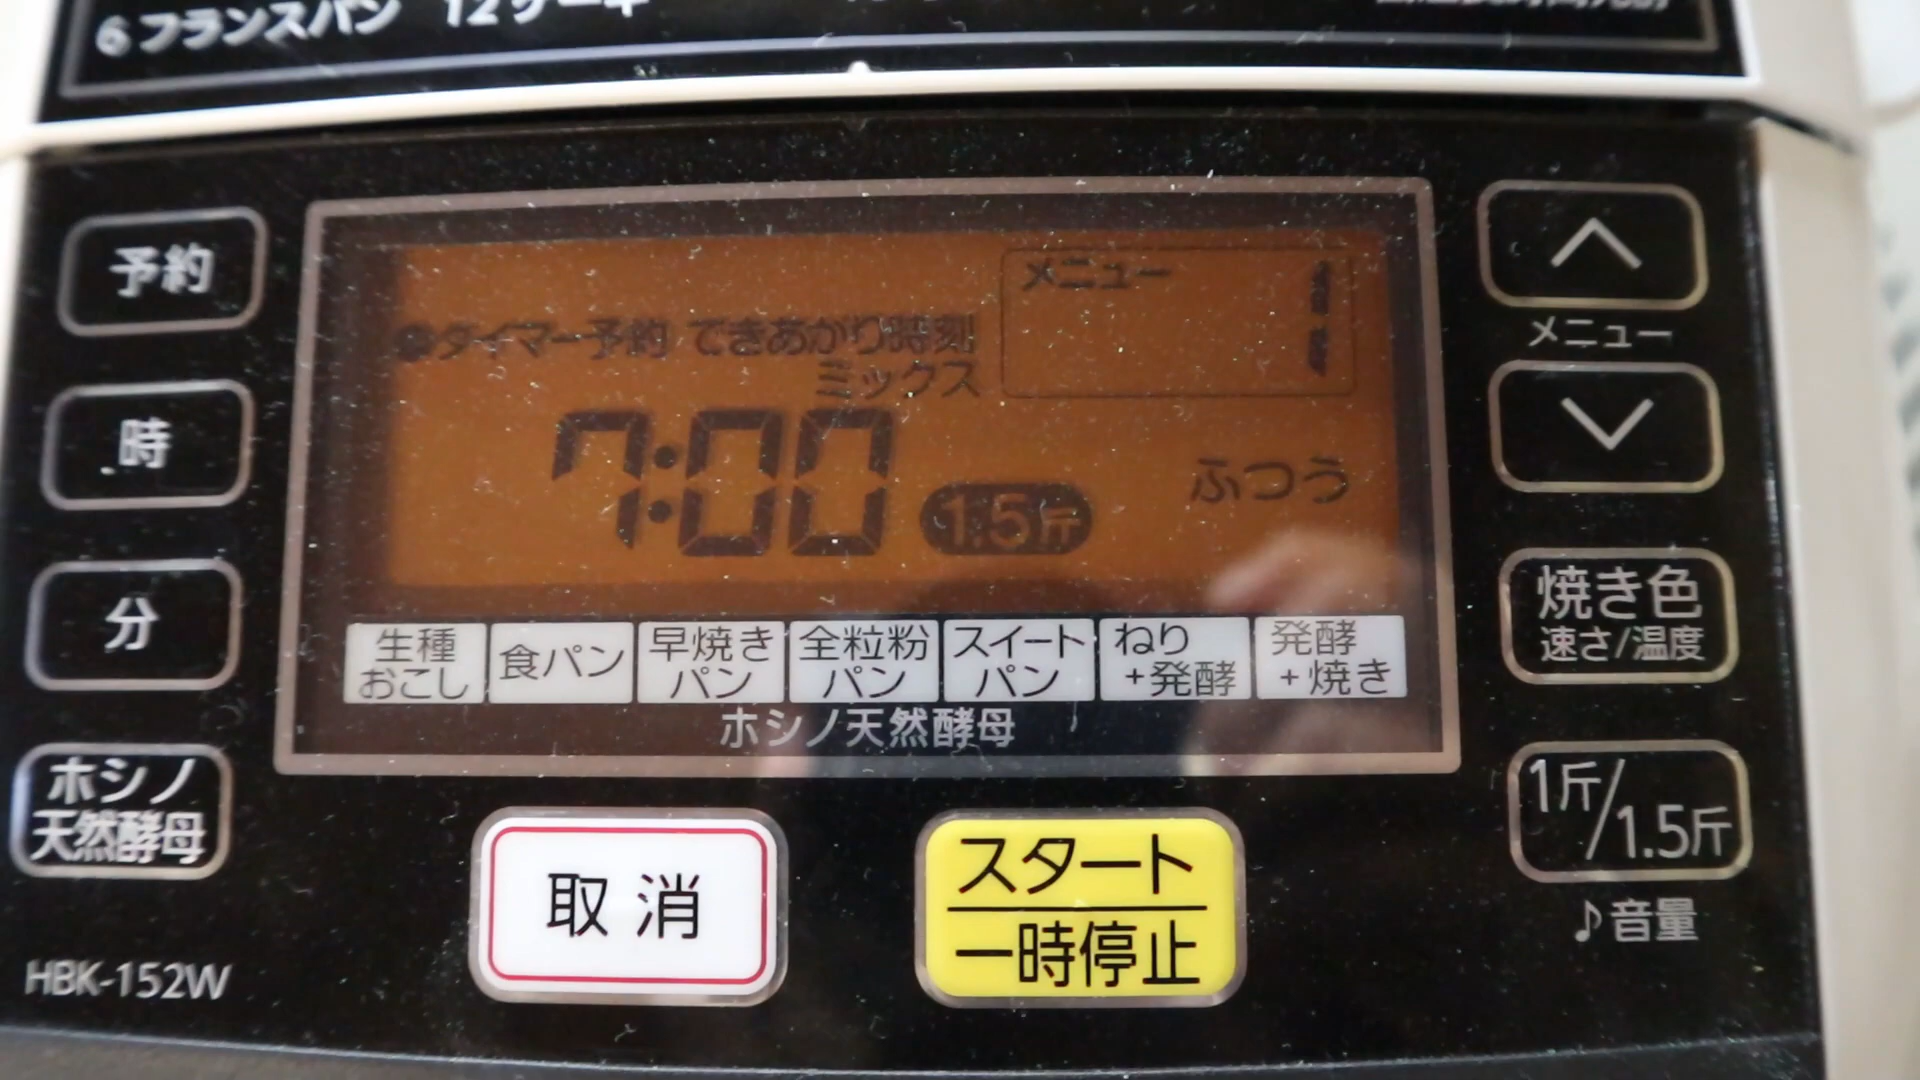 6 フランスパン 12 ケーキ
メニュー 1
●タイマー予約 できあがり時刻
ミックス
7:00 1.5斤 ふつう
予約
時
分
ホシノ
天然酵母
メニュー
焼き色
速さ/温度
1斤/1.5斤
♪音量
生種
おこし
食パン
早焼き
パン
全粒粉
パン
スイート
パン
ねり
+発酵
発酵
+焼き
ホシノ天然酵母
取消
スタート
一時停止
HBK-152W